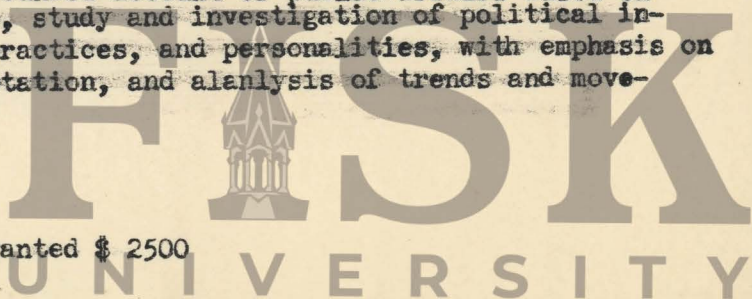 , study and investigation of political in-
ractices, and personalities, with emphasis on
tation, and alanlysis of trends and move-
FISK
anted $ 2500
UNIVERSITY